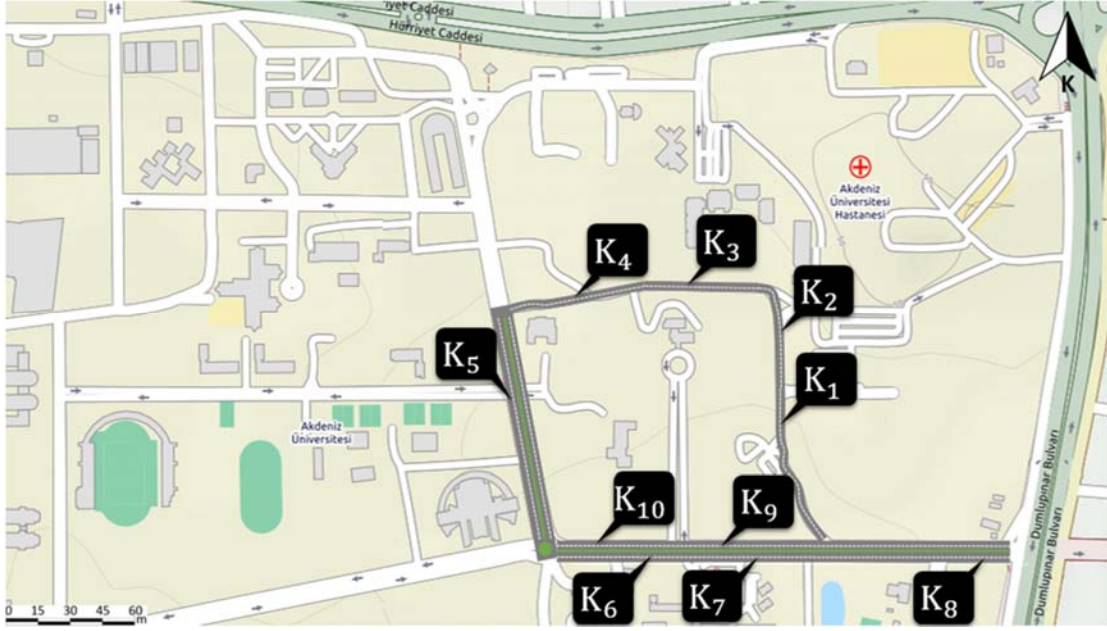 riyet Caddesi
Hürriyet Caddesi
K
Akdeniz
Üniversitesi
Hastanesi
K4
K3
K2
K5
K1
Akdeniz
Üniversitesi
Dumlupınar Bulvarı
Dumlupınar Bulvarı
K10
K9
K6
K7
K8
0 15 30 45 60
m